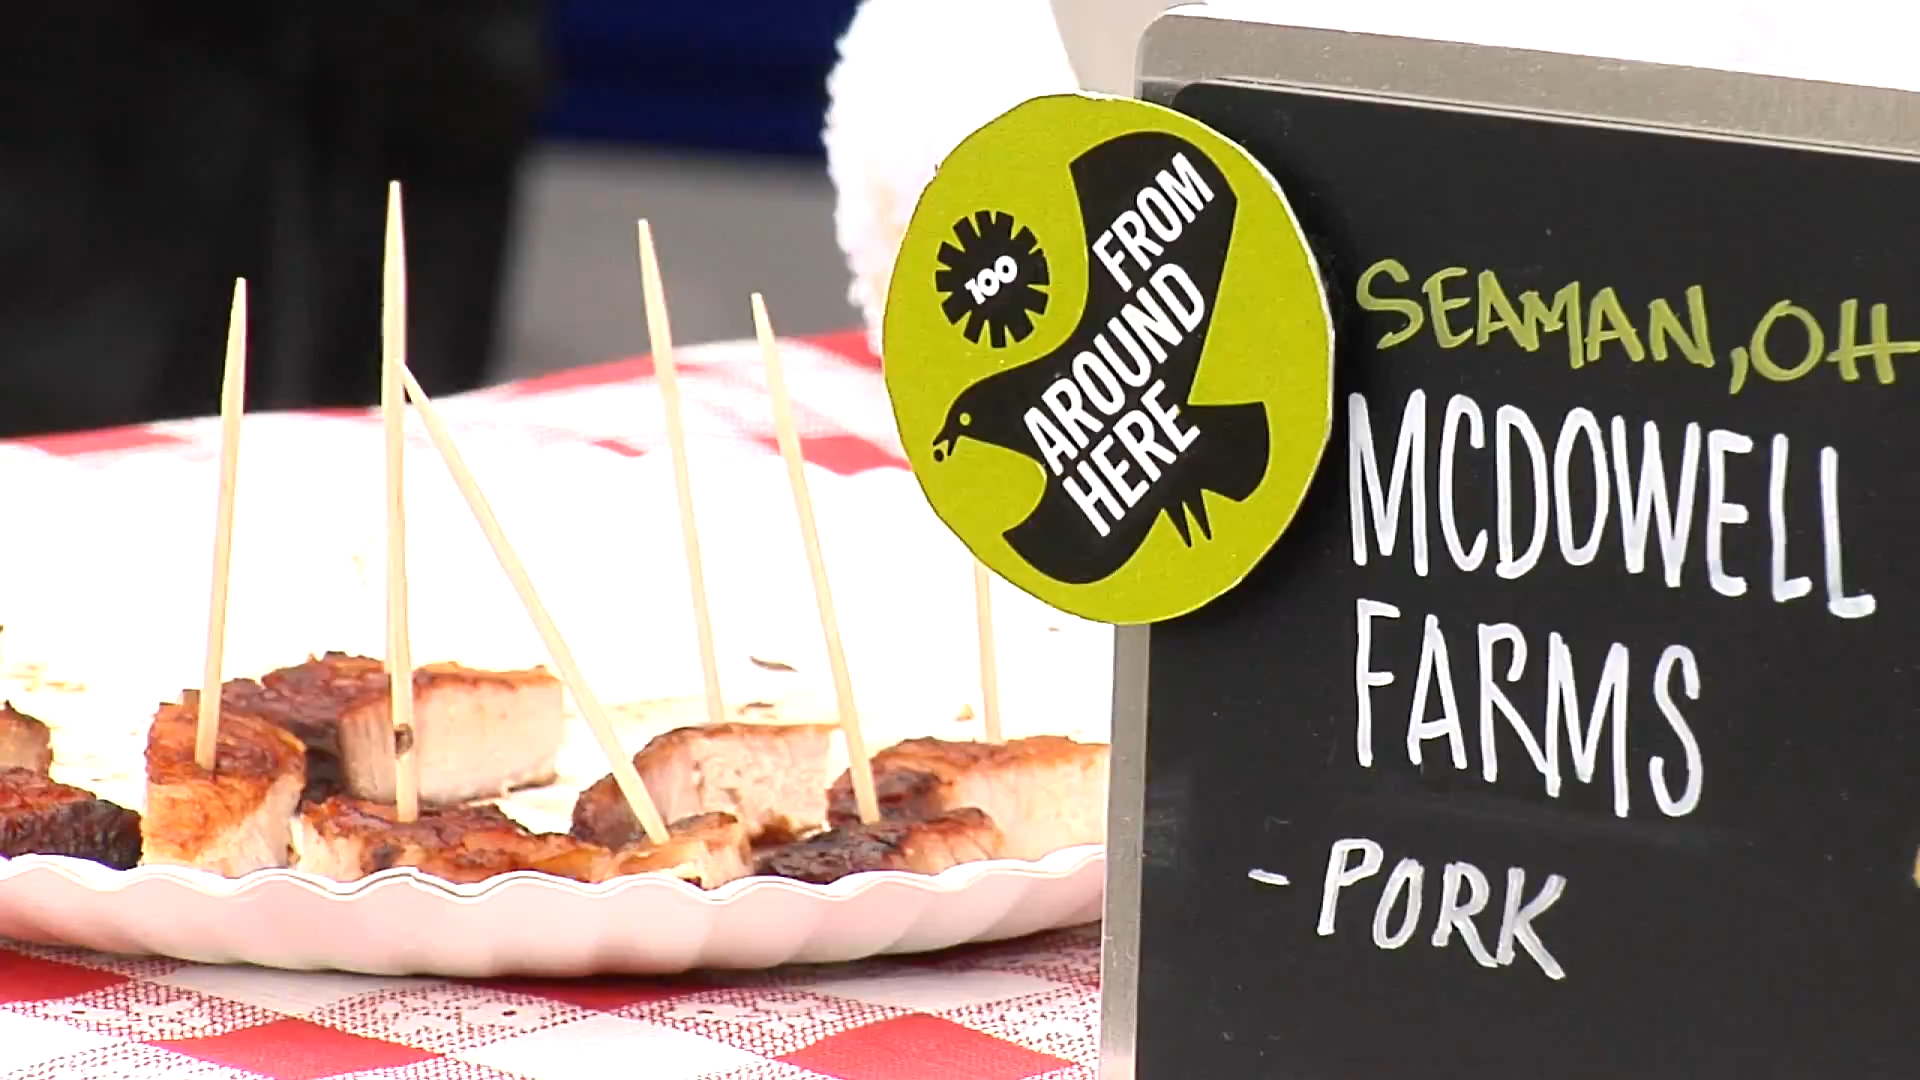 100
FROM
AROUND
HERE
SEAMAN, OH
MCDOWELL
FARMS
- PORK